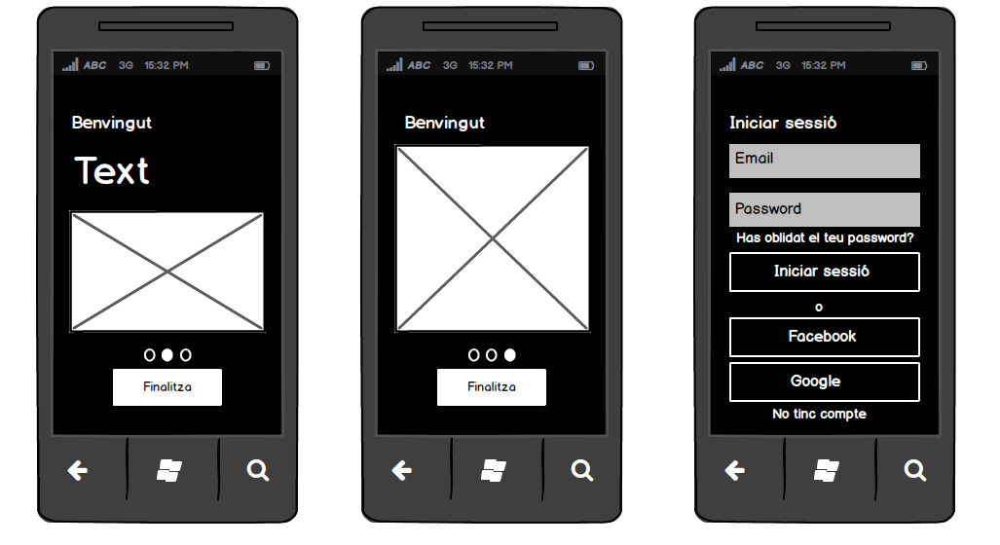 ABC 3G 15:32 PM
Benvingut
Text
Finalitza
ABC 3G 15:32 PM
Benvingut
Finalitza
ABC 3G 15:32 PM
Iniciar sessió
Email
Password
Has oblidat el teu password?
Iniciar sessió
o
Facebook
Google
No tinc compte